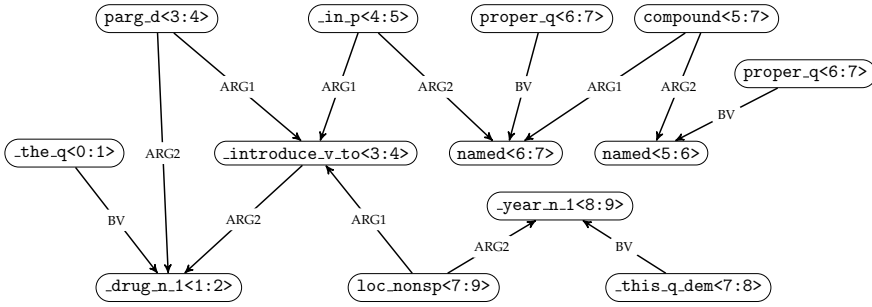 parg_d<3:4> _in_p<4:5> proper_q<6:7> compound<5:7>
proper_q<6:7>
ARG1 ARG1 ARG2 BV ARG1 ARG2
BV
_the_q<0:1> ARG2 _introduce_v_to<3:4> named<6:7> named<5:6>
_year_n_1<8:9>
BV ARG2 ARG1 ARG2 BV
_drug_n_1<1:2> loc_nonsp<7:9> _this_q_dem<7:8>